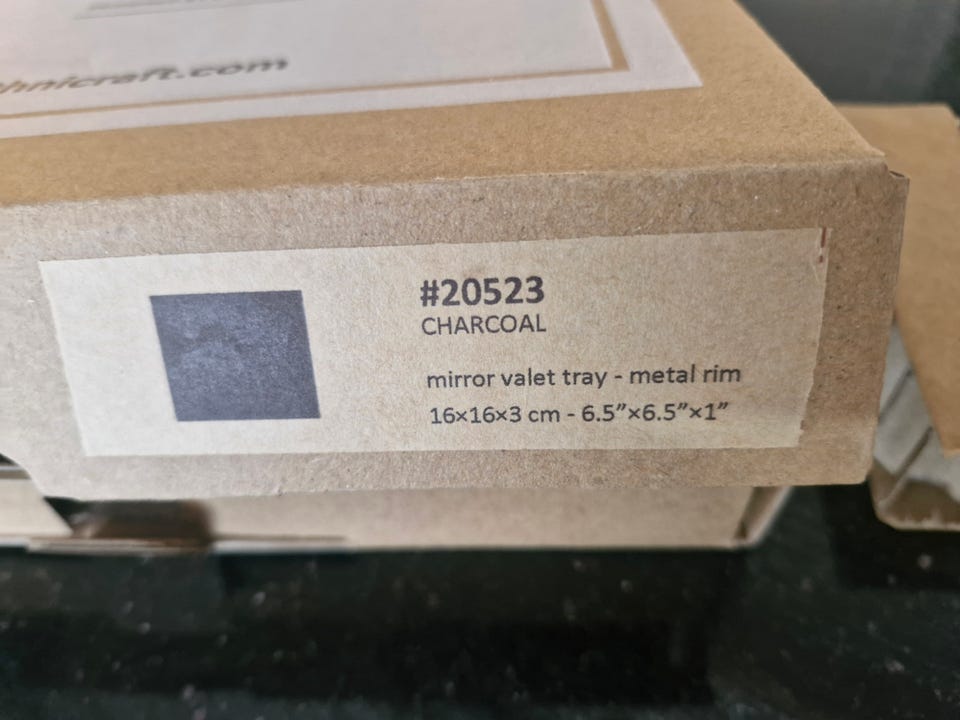 hnicraft.com
#20523
CHARCOAL
mirror valet tray - metal rim
16×16×3 cm - 6.5”×6.5”×1”